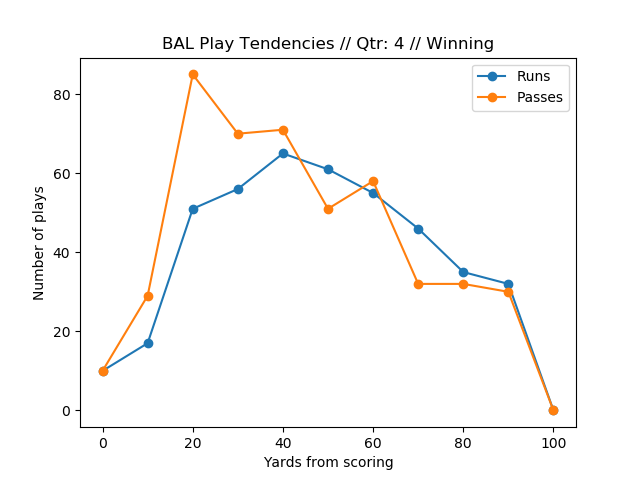 BAL Play Tendencies // Qtr: 4 // Winning
Runs
Passes
Number of plays
80
60
40
20
0
0 20 40 60 80 100
Yards from scoring